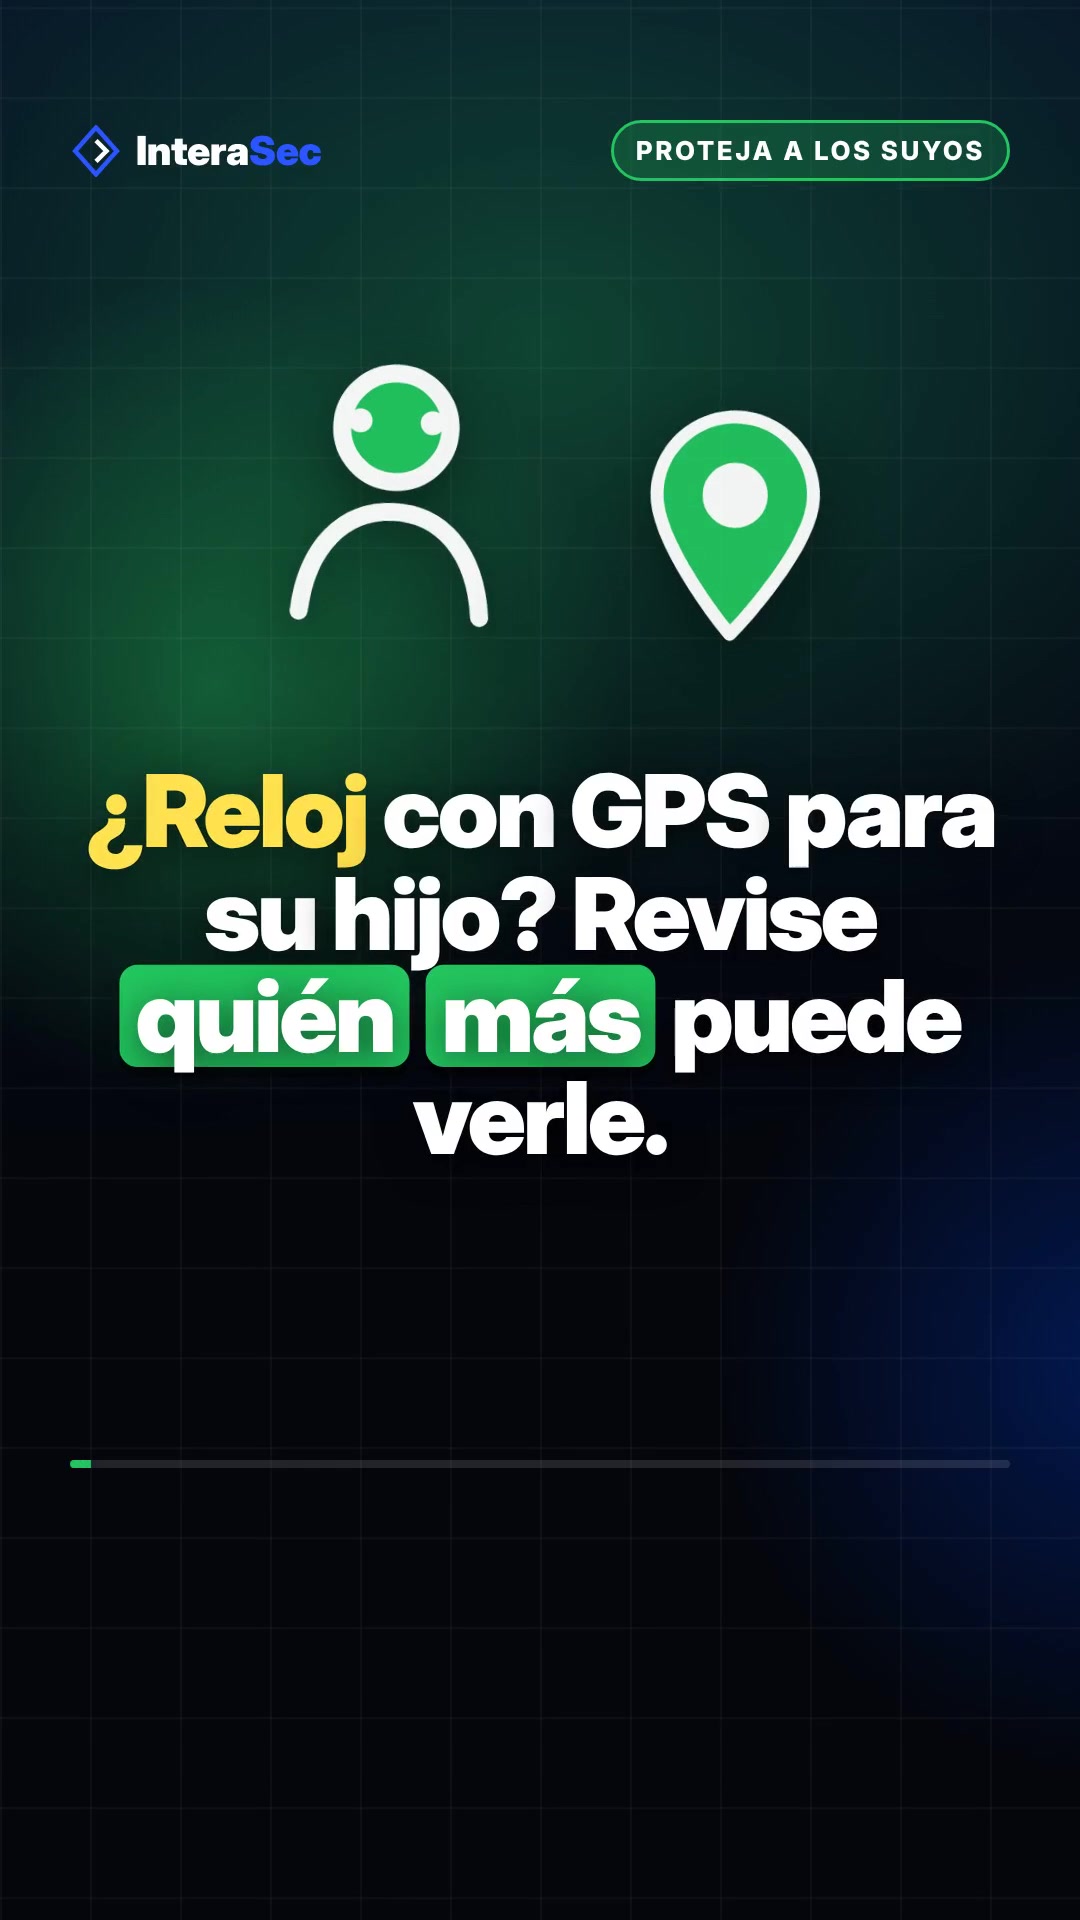 InteraSec
PROTEJA A LOS SUYOS
¿Reloj con GPS para
su hijo? Revise
quién más puede
verle.